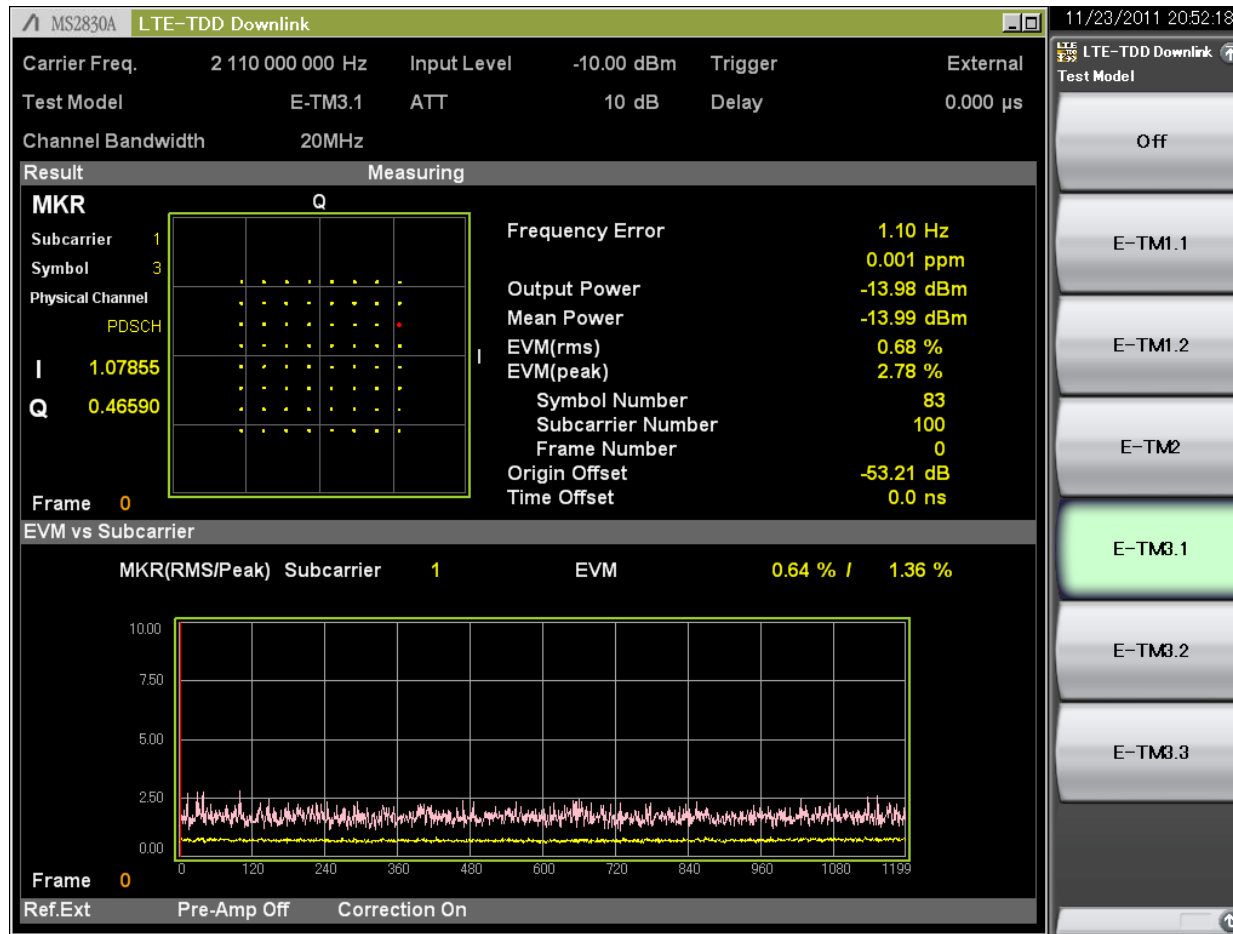 MS2830A LTE-TDD Downlink
11/23/2011 20:52:18
Carrier Freq. 2 110 000 000 Hz Input Level -10.00 dBm Trigger External
Test Model E-TM3.1 ATT 10 dB Delay 0.000 µs
Channel Bandwidth 20MHz
Result Measuring
MKR
Subcarrier 1
Symbol 3
Physical Channel
PDSCH
I 1.07855
Q 0.46590
Frame 0
Q
I
Frequency Error 1.10 Hz
0.001 ppm
Output Power -13.98 dBm
Mean Power -13.99 dBm
EVM(rms) 0.68 %
EVM(peak) 2.78 %
Symbol Number 83
Subcarrier Number 100
Frame Number 0
Origin Offset -53.21 dB
Time Offset 0.0 ns
EVM vs Subcarrier
MKR(RMS/Peak) Subcarrier 1 EVM 0.64 % / 1.36 %
10.00
7.50
5.00
2.50
0.00
0 120 240 360 480 600 720 840 960 1080 1199
Frame 0
Ref.Ext Pre-Amp Off Correction On
LTE TDD LTE-TDD Downlink
Test Model
Off
E-TM1.1
E-TM1.2
E-TM2
E-TM3.1
E-TM3.2
E-TM3.3